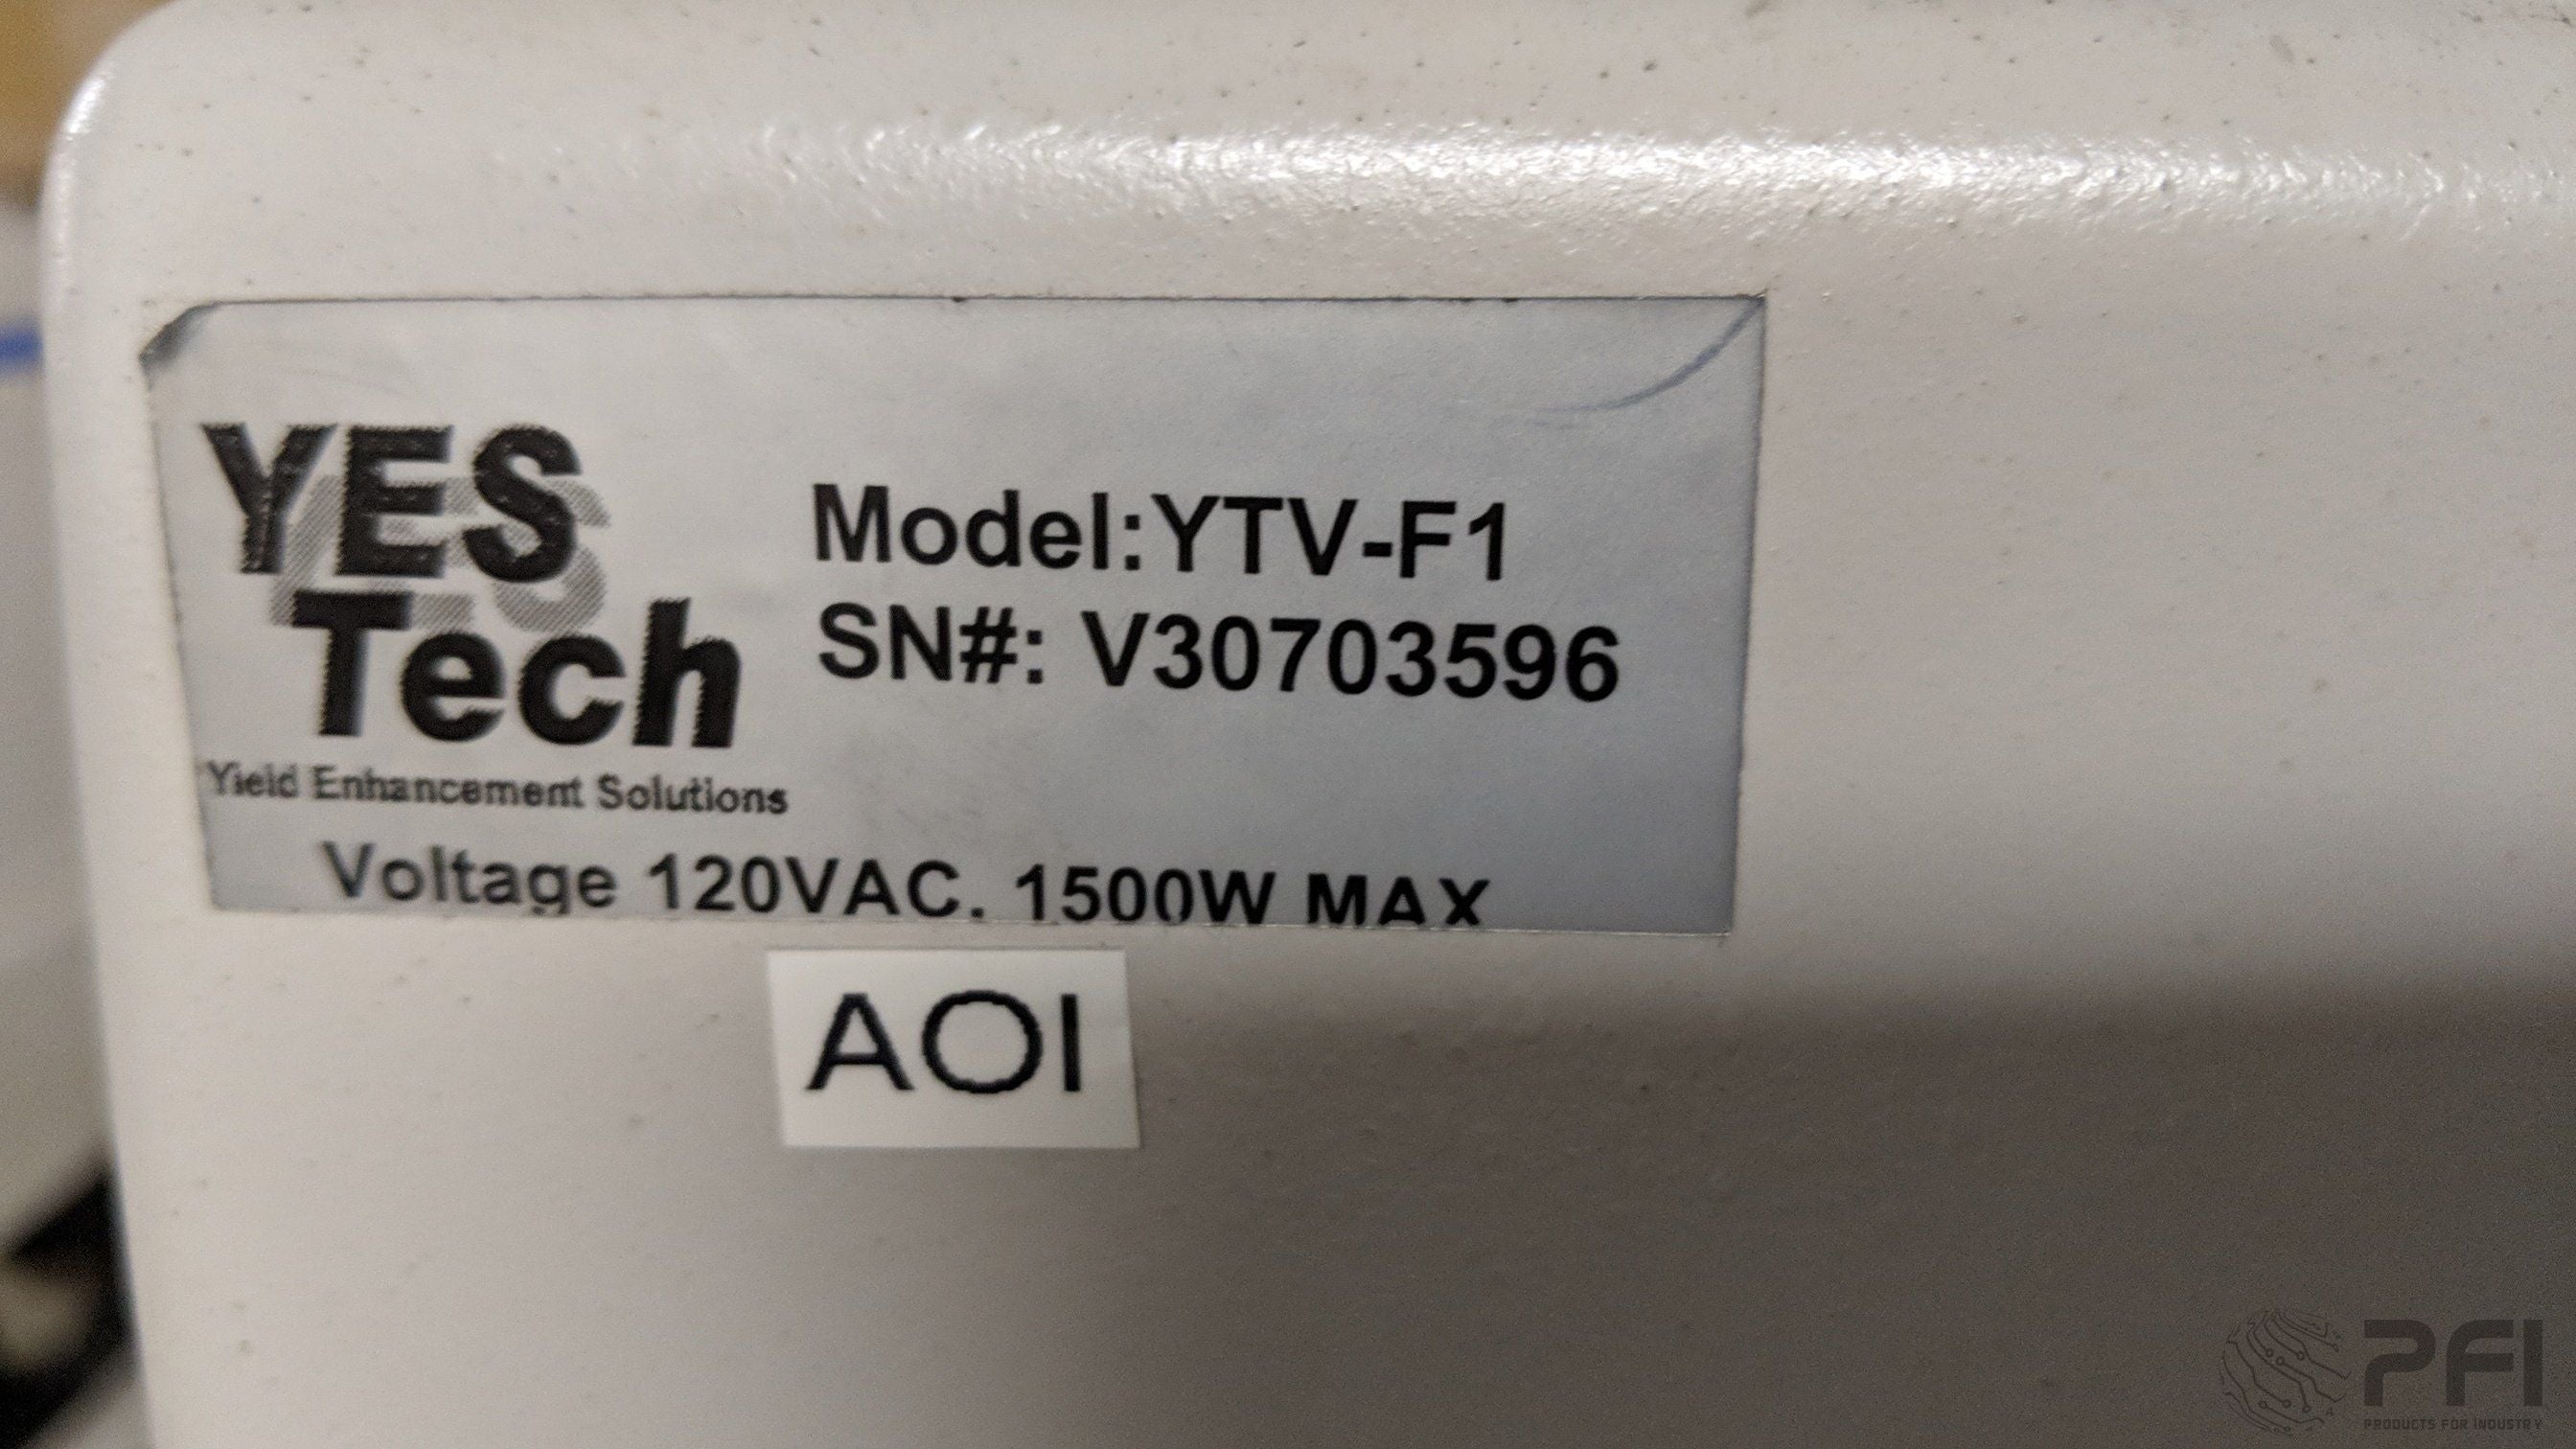 YES
Tech
Yield Enhancement Solutions
Model:YTV-F1
SN#: V30703596
Voltage 120VAC. 1500W MAX
AOI
PFI
PRODUCTS FOR INDUSTRY